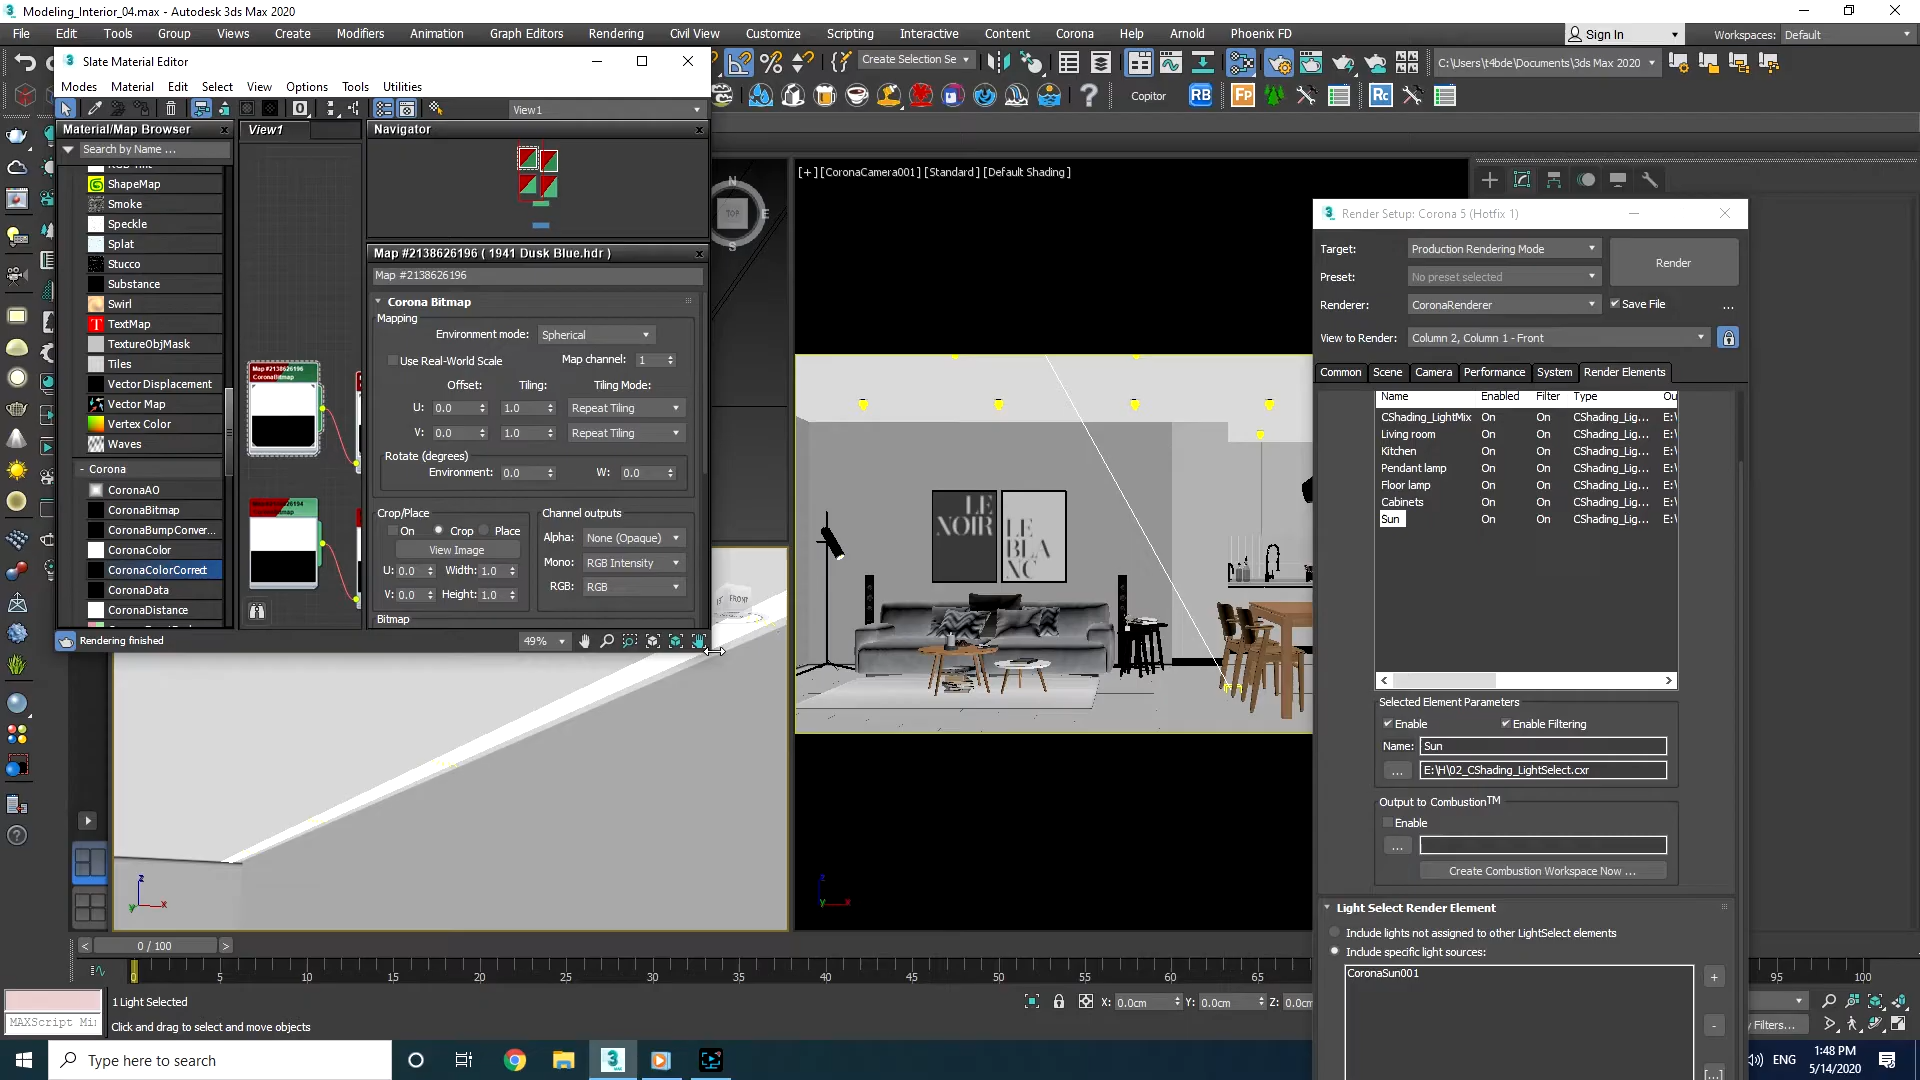 Modeling_Interior_04.max - Autodesk 3ds Max 2020
File Edit Tools Group Views Create Modifiers Animation Graph Editors Rendering Civil View Customize Scripting Interactive Content Corona Arnold Help Phoenix FD Sign In Workspaces: Default
Create Selection Se
C:\Users\t4bde\Documents\3ds Max 2020
Copitor RB Fp Rc
Slate Material Editor
Modes Material Edit Select View Options Tools Utilities
View1
Material/Map Browser
Search by Name ...
ShapeMap
Smoke
Speckle
Splat
Stucco
Substance
Swirl
TextMap
TextureObjMask
Tiles
Vector Displacement
Vector Map
Vertex Color
Waves
- Corona
CoronaAO
CoronaBitmap
CoronaBumpConver...
CoronaColor
CoronaColorCorrect
CoronaData
CoronaDistance
Rendering finished
View1
Map #2138626196
CoronaBitmap
Navigator
Map #2138626196 ( 1941 Dusk Blue.hdr )
Map #2138626196
Corona Bitmap
Mapping
Environment mode: Spherical
Use Real-World Scale Map channel: 1
Offset: Tiling: Tiling Mode:
U: 0.0 1.0 Repeat Tiling
V: 0.0 1.0 Repeat Tiling
Rotate (degrees)
Environment: 0.0 W: 0.0
Crop/Place
On Crop Place
View Image
U: 0.0 Width: 1.0
V: 0.0 Height: 1.0
Channel outputs
Alpha: None (Opaque)
Mono: RGB Intensity
RGB: RGB
Bitmap
49%
N
TOP E
S
FRONT
[+] [CoronaCamera001] [Standard] [Default Shading]
LE
NOIR
LE
BLA
NC
z
y x
z
y x
Render Setup: Corona 5 (Hotfix 1)
Target: Production Rendering Mode
Preset: No preset selected
Render
Renderer: CoronaRenderer Save File ...
View to Render: Column 2, Column 1 - Front
Common Scene Camera Performance System Render Elements
Name Enabled Filter Type Ou
CShading_LightMix On On CShading_Lig... E:\
Living room On On CShading_Lig... E:\
Kitchen On On CShading_Lig... E:\
Pendant lamp On On CShading_Lig... E:\
Floor lamp On On CShading_Lig... E:\
Cabinets On On CShading_Lig... E:\
Sun On On CShading_Lig... E:\
Selected Element Parameters
Enable Enable Filtering
Name: Sun
... E:\H\02_CShading_LightSelect.cxr
Output to Combustion™
Enable
...
Create Combustion Workspace Now ...
Light Select Render Element
Include lights not assigned to other LightSelect elements
Include specific light sources:
CoronaSun001
+
-
[...]
< 0 / 100 >
0 5 10 15 20 25 30 35 40 45 50 55 60 65 95 100
1 Light Selected
Click and drag to select and move objects
MAXScript Mi
X: 0.0cm Y: 0.0cm Z: 0.0cm
Filters...
Type here to search
ENG
1:48 PM
5/14/2020